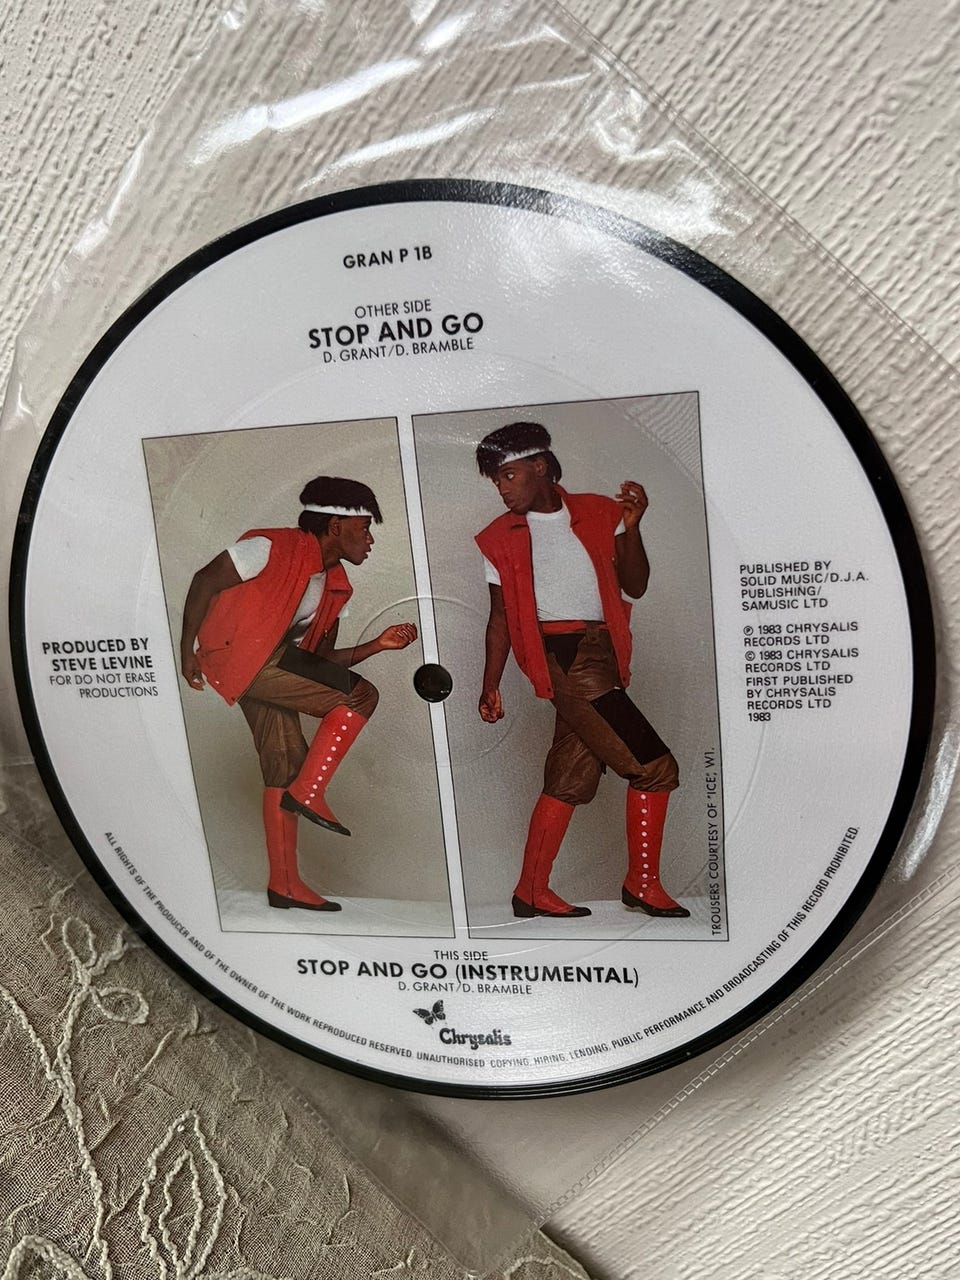 GRAN P 1B
OTHER SIDE
STOP AND GO
D. GRANT/D. BRAMBLE
PRODUCED BY
STEVE LEVINE
FOR DO NOT ERASE
PRODUCTIONS
PUBLISHED BY
SOLID MUSIC/D.J.A.
PUBLISHING/
SAMUSIC LTD
℗ 1983 CHRYSALIS
RECORDS LTD
© 1983 CHRYSALIS
RECORDS LTD
FIRST PUBLISHED
BY CHRYSALIS
RECORDS LTD
1983
TROUSERS COURTESY OF "ICE", W1.
THIS SIDE
STOP AND GO (INSTRUMENTAL)
D. GRANT/D. BRAMBLE
Chrysalis
ALL RIGHTS OF THE PRODUCER AND OF THE OWNER OF THE WORK REPRODUCED RESERVED. UNAUTHORISED COPYING, HIRING, LENDING, PUBLIC PERFORMANCE AND BROADCASTING OF THIS RECORD PROHIBITED.